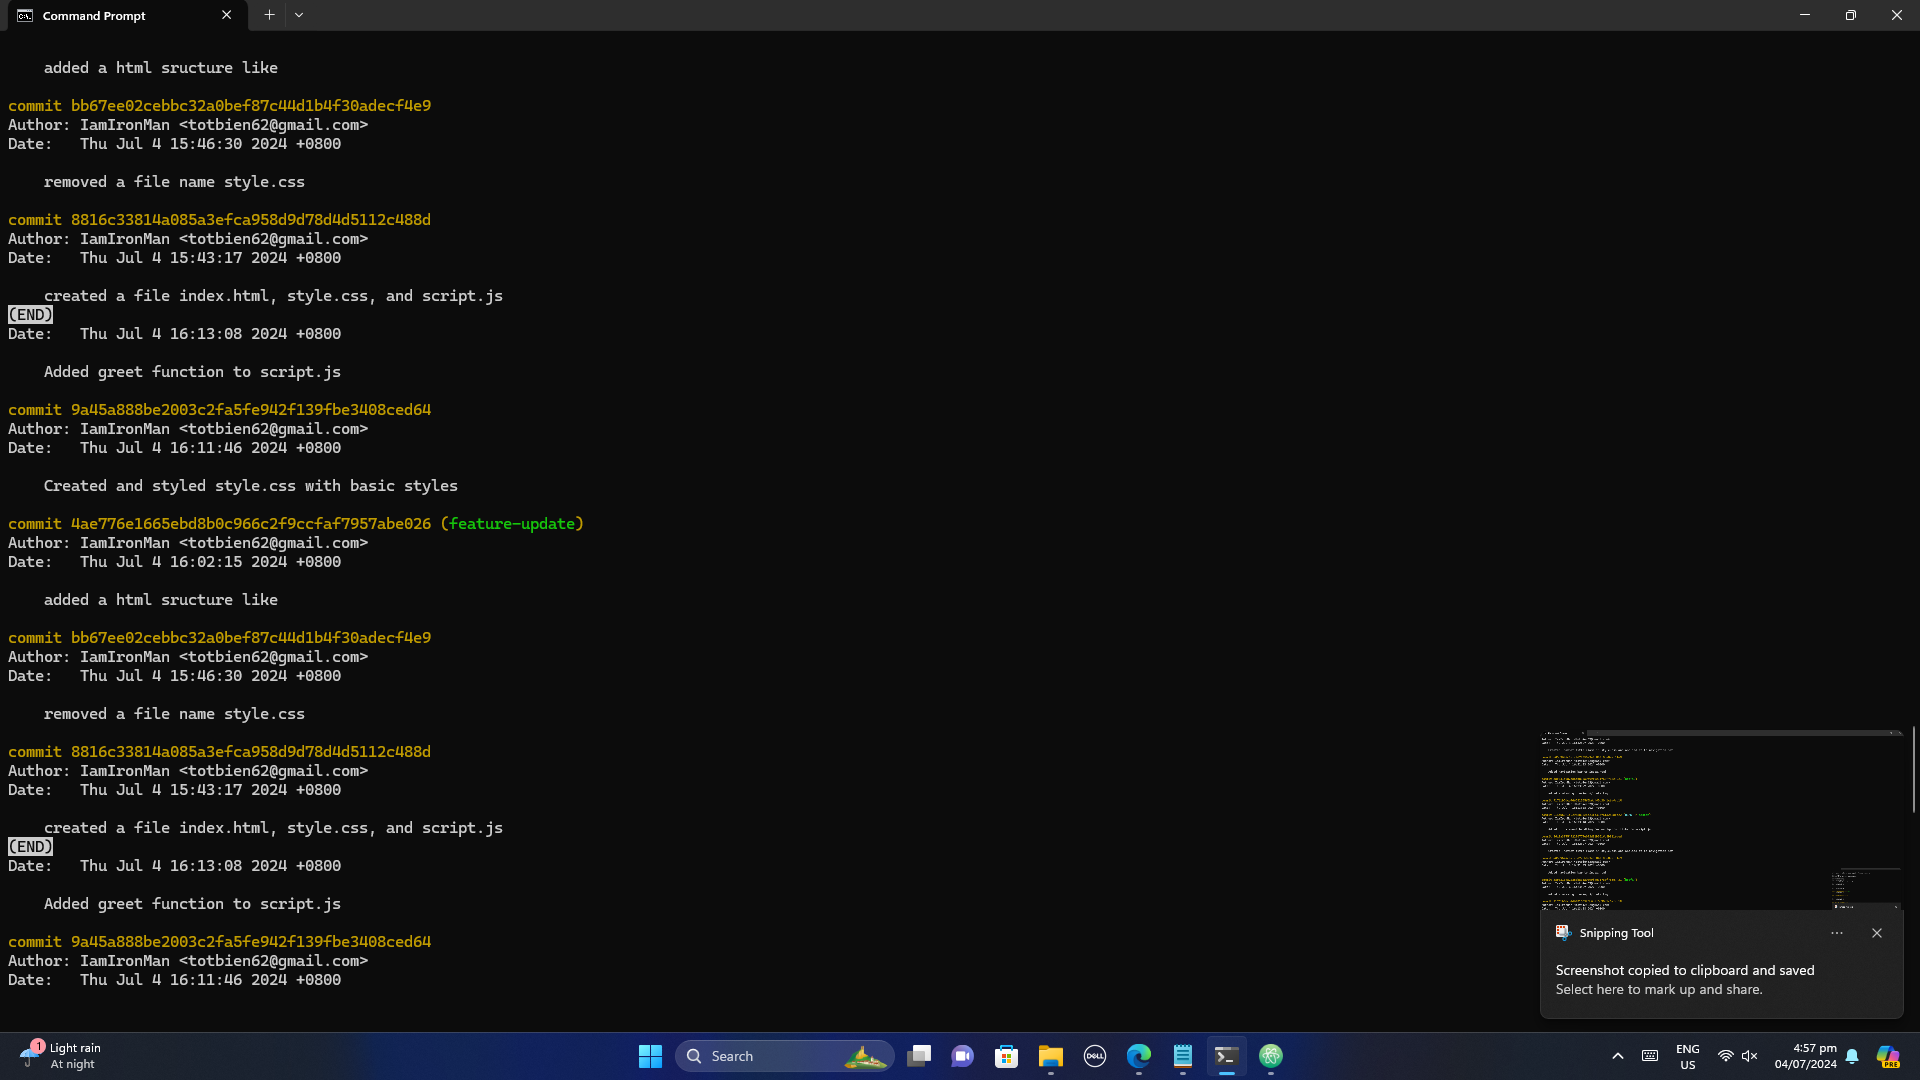 Command Prompt
added a html sructure like
commit bb67ee02cebbc32a0bef87c44d1b4f30adecf4e9
Author: IamIronMan <totbien62@gmail.com>
Date:   Thu Jul 4 15:46:30 2024 +0800
removed a file name style.css
commit 8816c33814a085a3efca958d9d78d4d5112c488d
Author: IamIronMan <totbien62@gmail.com>
Date:   Thu Jul 4 15:43:17 2024 +0800
created a file index.html, style.css, and script.js
(END)
Date:   Thu Jul 4 16:13:08 2024 +0800
Added greet function to script.js
commit 9a45a888be2003c2fa5fe942f139fbe3408ced64
Author: IamIronMan <totbien62@gmail.com>
Date:   Thu Jul 4 16:11:46 2024 +0800
Created and styled style.css with basic styles
commit 4ae776e1665ebd8b0c966c2f9ccfaf7957abe026 (feature-update)
Author: IamIronMan <totbien62@gmail.com>
Date:   Thu Jul 4 16:02:15 2024 +0800
added a html sructure like
commit bb67ee02cebbc32a0bef87c44d1b4f30adecf4e9
Author: IamIronMan <totbien62@gmail.com>
Date:   Thu Jul 4 15:46:30 2024 +0800
removed a file name style.css
commit 8816c33814a085a3efca958d9d78d4d5112c488d
Author: IamIronMan <totbien62@gmail.com>
Date:   Thu Jul 4 15:43:17 2024 +0800
created a file index.html, style.css, and script.js
(END)
Date:   Thu Jul 4 16:13:08 2024 +0800
Added greet function to script.js
commit 9a45a888be2003c2fa5fe942f139fbe3408ced64
Author: IamIronMan <totbien62@gmail.com>
Date:   Thu Jul 4 16:11:46 2024 +0800
Snipping Tool
Screenshot copied to clipboard and saved
Select here to mark up and share.
1
Light rain
At night
Search
DELL
ENG
US
4:57 pm
04/07/2024
PRE